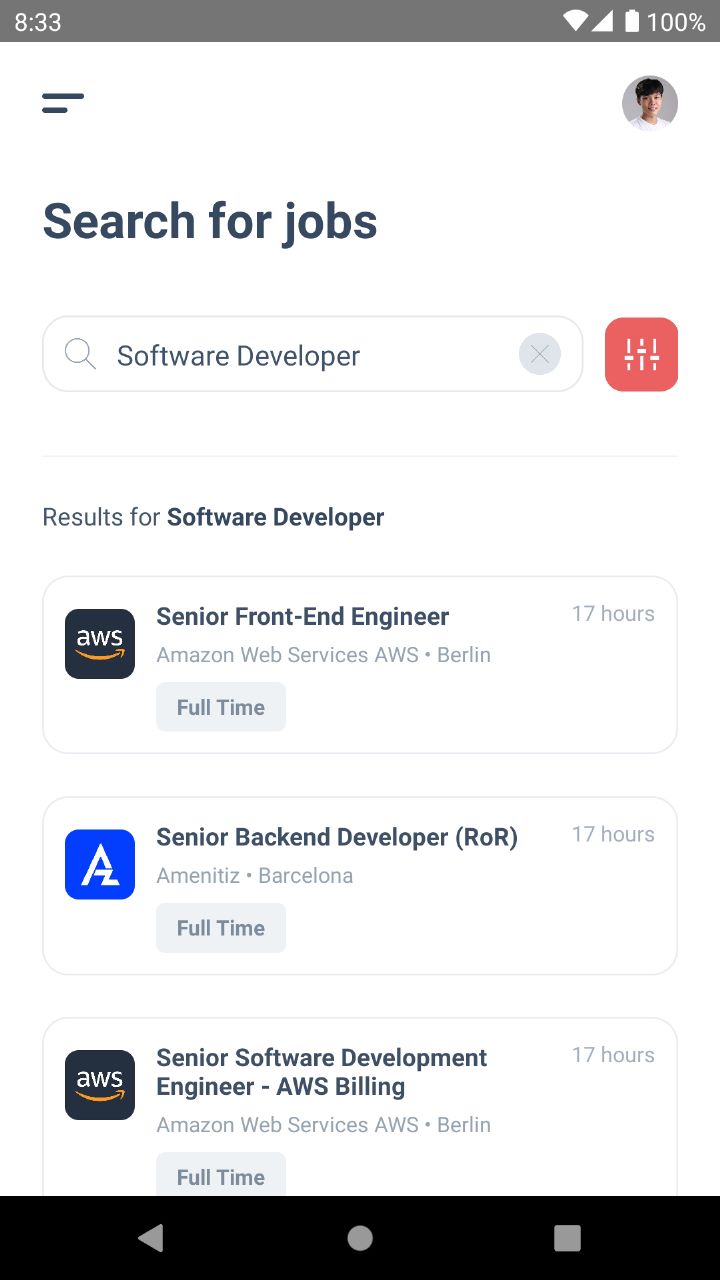 8:33
100%
Search for jobs
Software Developer
Results for Software Developer
aws
Senior Front-End Engineer
17 hours
Amazon Web Services AWS • Berlin
Full Time
Senior Backend Developer (RoR)
17 hours
Amenitiz • Barcelona
Full Time
aws
Senior Software Development
17 hours
Engineer - AWS Billing
Amazon Web Services AWS • Berlin
Full Time